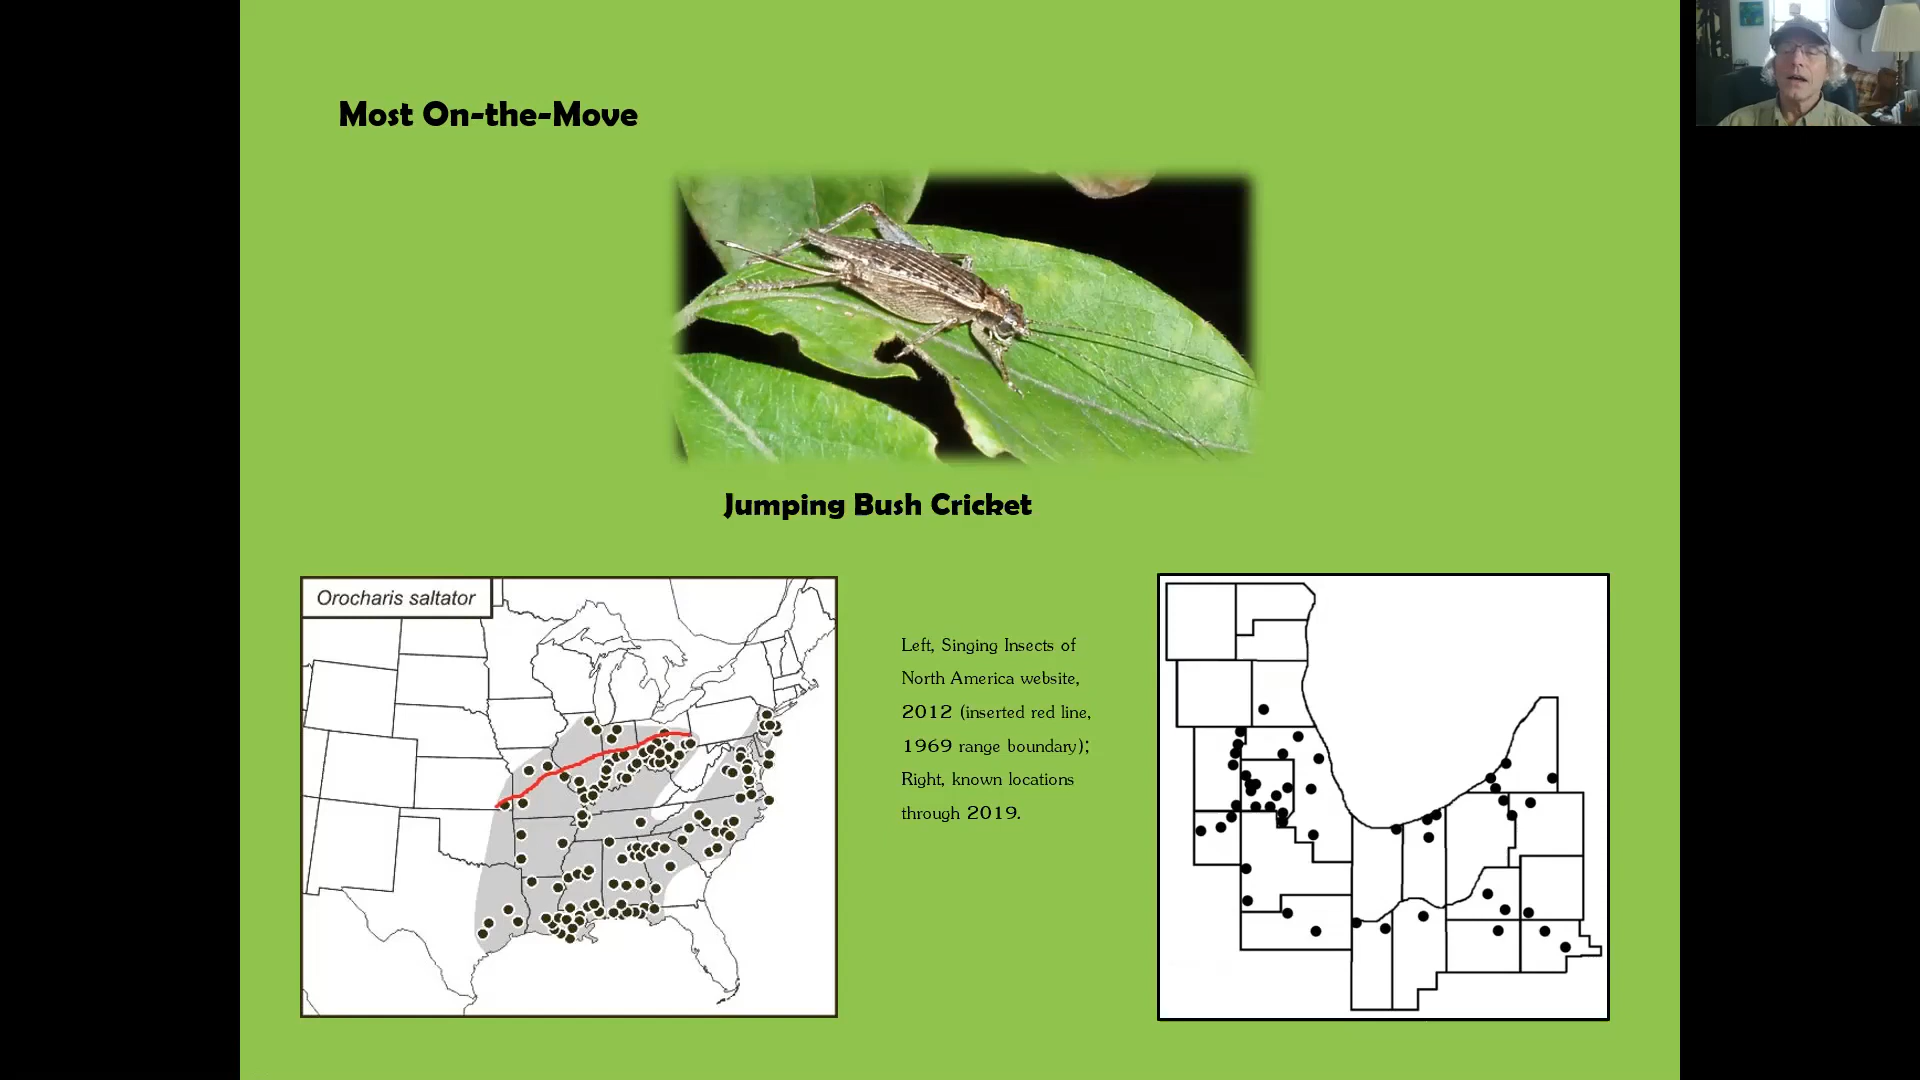 Most On-the-Move
Jumping Bush Cricket
Orocharis saltator
Left, Singing Insects of
North America website,
2012 (inserted red line,
1969 range boundary);
Right, known locations
through 2019.